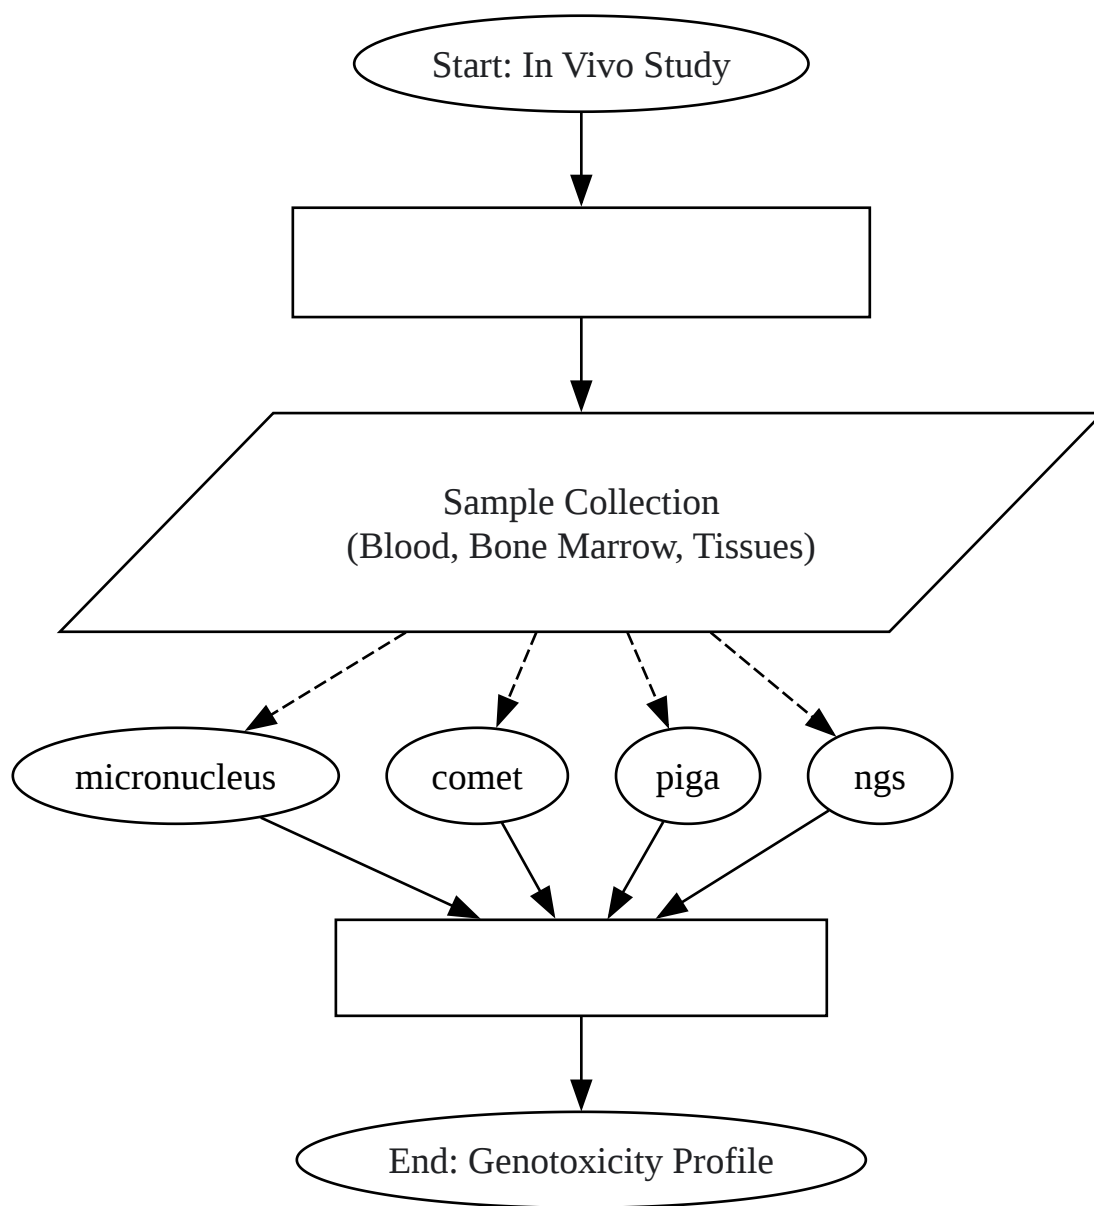 Start: In Vivo Study
Sample Collection
(Blood, Bone Marrow, Tissues)
micronucleus
comet
piga
ngs
End: Genotoxicity Profile